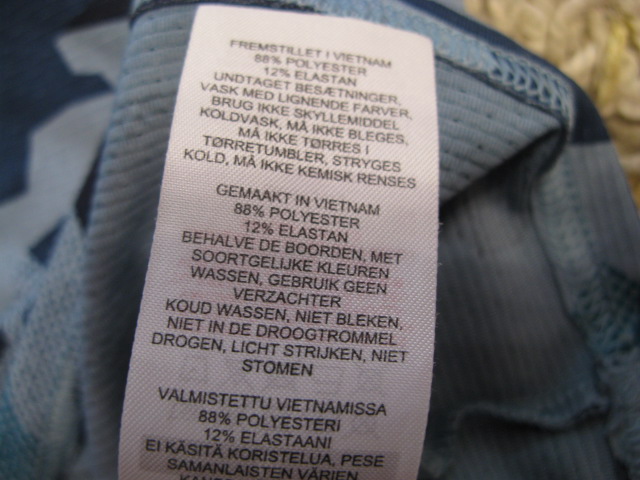 FREMSTILLET I VIETNAM
88% POLYESTER
12% ELASTAN
UNDTAGET BESÆTNINGER,
VASK MED LIGNENDE FARVER,
BRUG IKKE SKYLLEMIDDEL
KOLDVASK, MÅ IKKE BLEGES,
MÅ IKKE TØRRES I
TØRRETUMBLER, STRYGES
KOLD, MÅ IKKE KEMISK RENSES
GEMAAKT IN VIETNAM
88% POLYESTER
12% ELASTAN
BEHALVE DE BOORDEN, MET
SOORTGELIJKE KLEUREN
WASSEN, GEBRUIK GEEN
VERZACHTER
KOUD WASSEN, NIET BLEKEN,
NIET IN DE DROOGTROMMEL
DROGEN, LICHT STRIJKEN, NIET
STOMEN
VALMISTETTU VIETNAMISSA
88% POLYESTERI
12% ELASTAANI
EI KÄSITÄ KORISTELUA, PESE
SAMANLAISTEN VÄRIEN